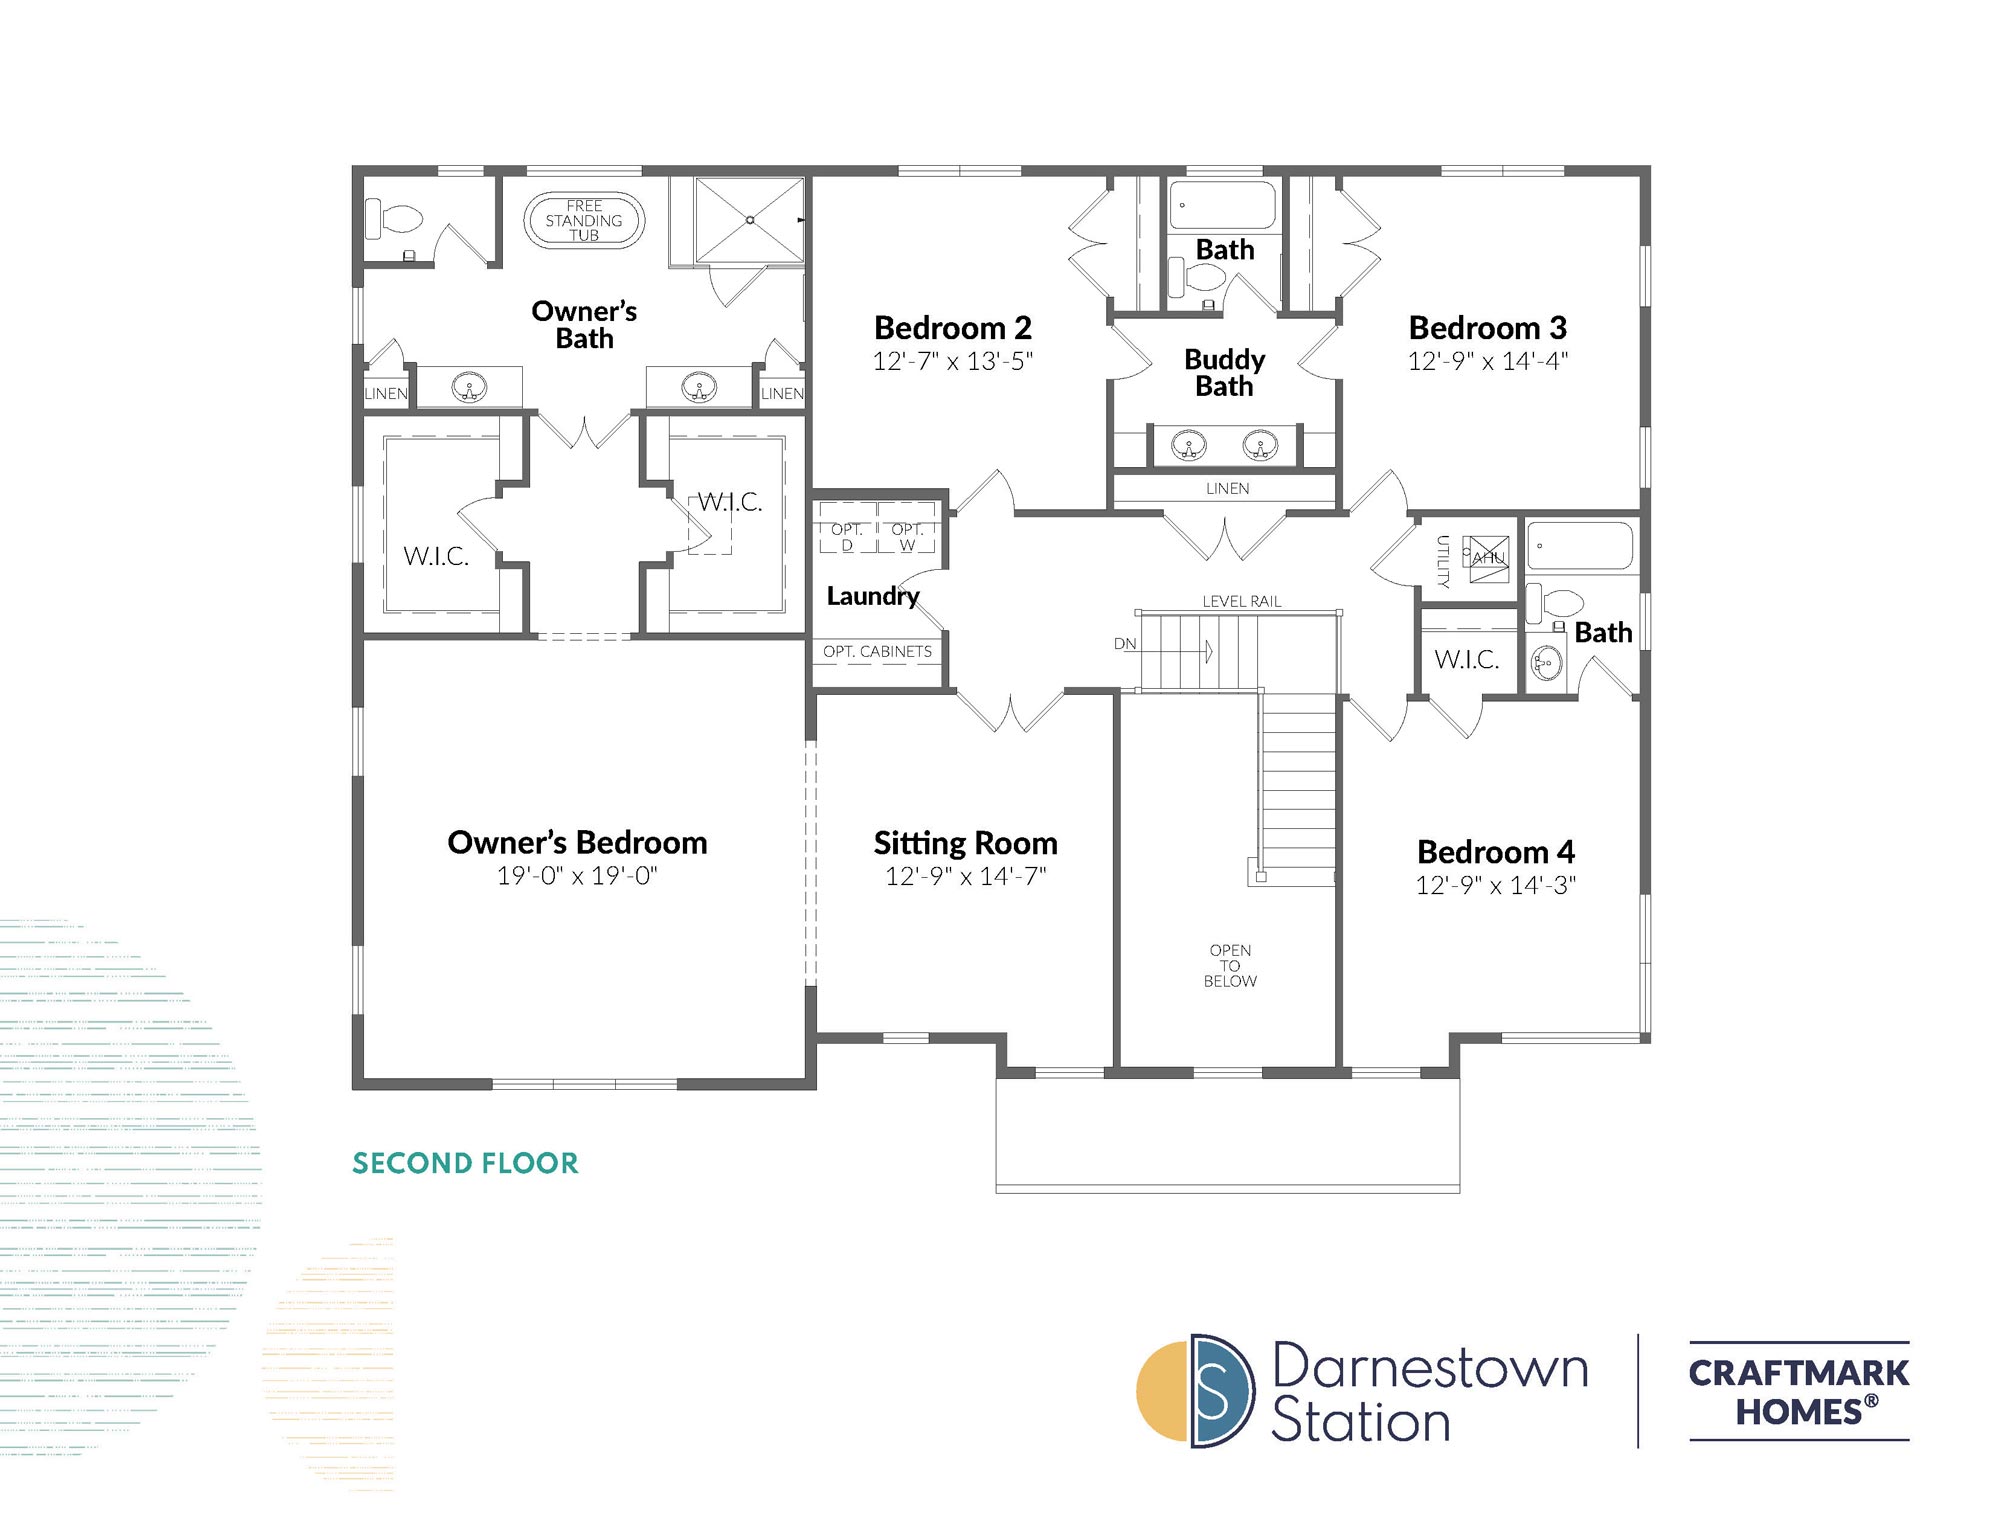 FREE
STANDING
TUB
Owner's
Bath
LINEN
LINEN
W.I.C.
W.I.C.
Bedroom 2
12'-7" x 13'-5"
Bath
Buddy
Bath
Bedroom 3
12'-9" x 14'-4"
LINEN
OPT.
D
OPT.
W
Laundry
OPT. CABINETS
UTILITY
AHU
LEVEL RAIL
DN
W.I.C.
Bath
Owner's Bedroom
19'-0" x 19'-0"
Sitting Room
12'-9" x 14'-7"
Bedroom 4
12'-9" x 14'-3"
OPEN
TO
BELOW
SECOND FLOOR
DS
Darnestown
Station
CRAFTMARK
HOMES®